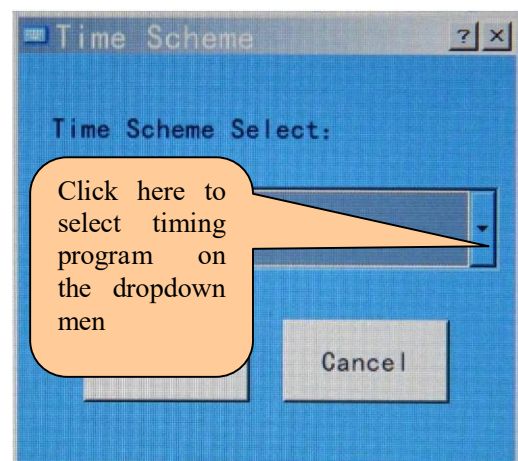 Time Scheme
? ×
Time Scheme Select:
Click here to
select timing
program on
the dropdown
men
Cancel